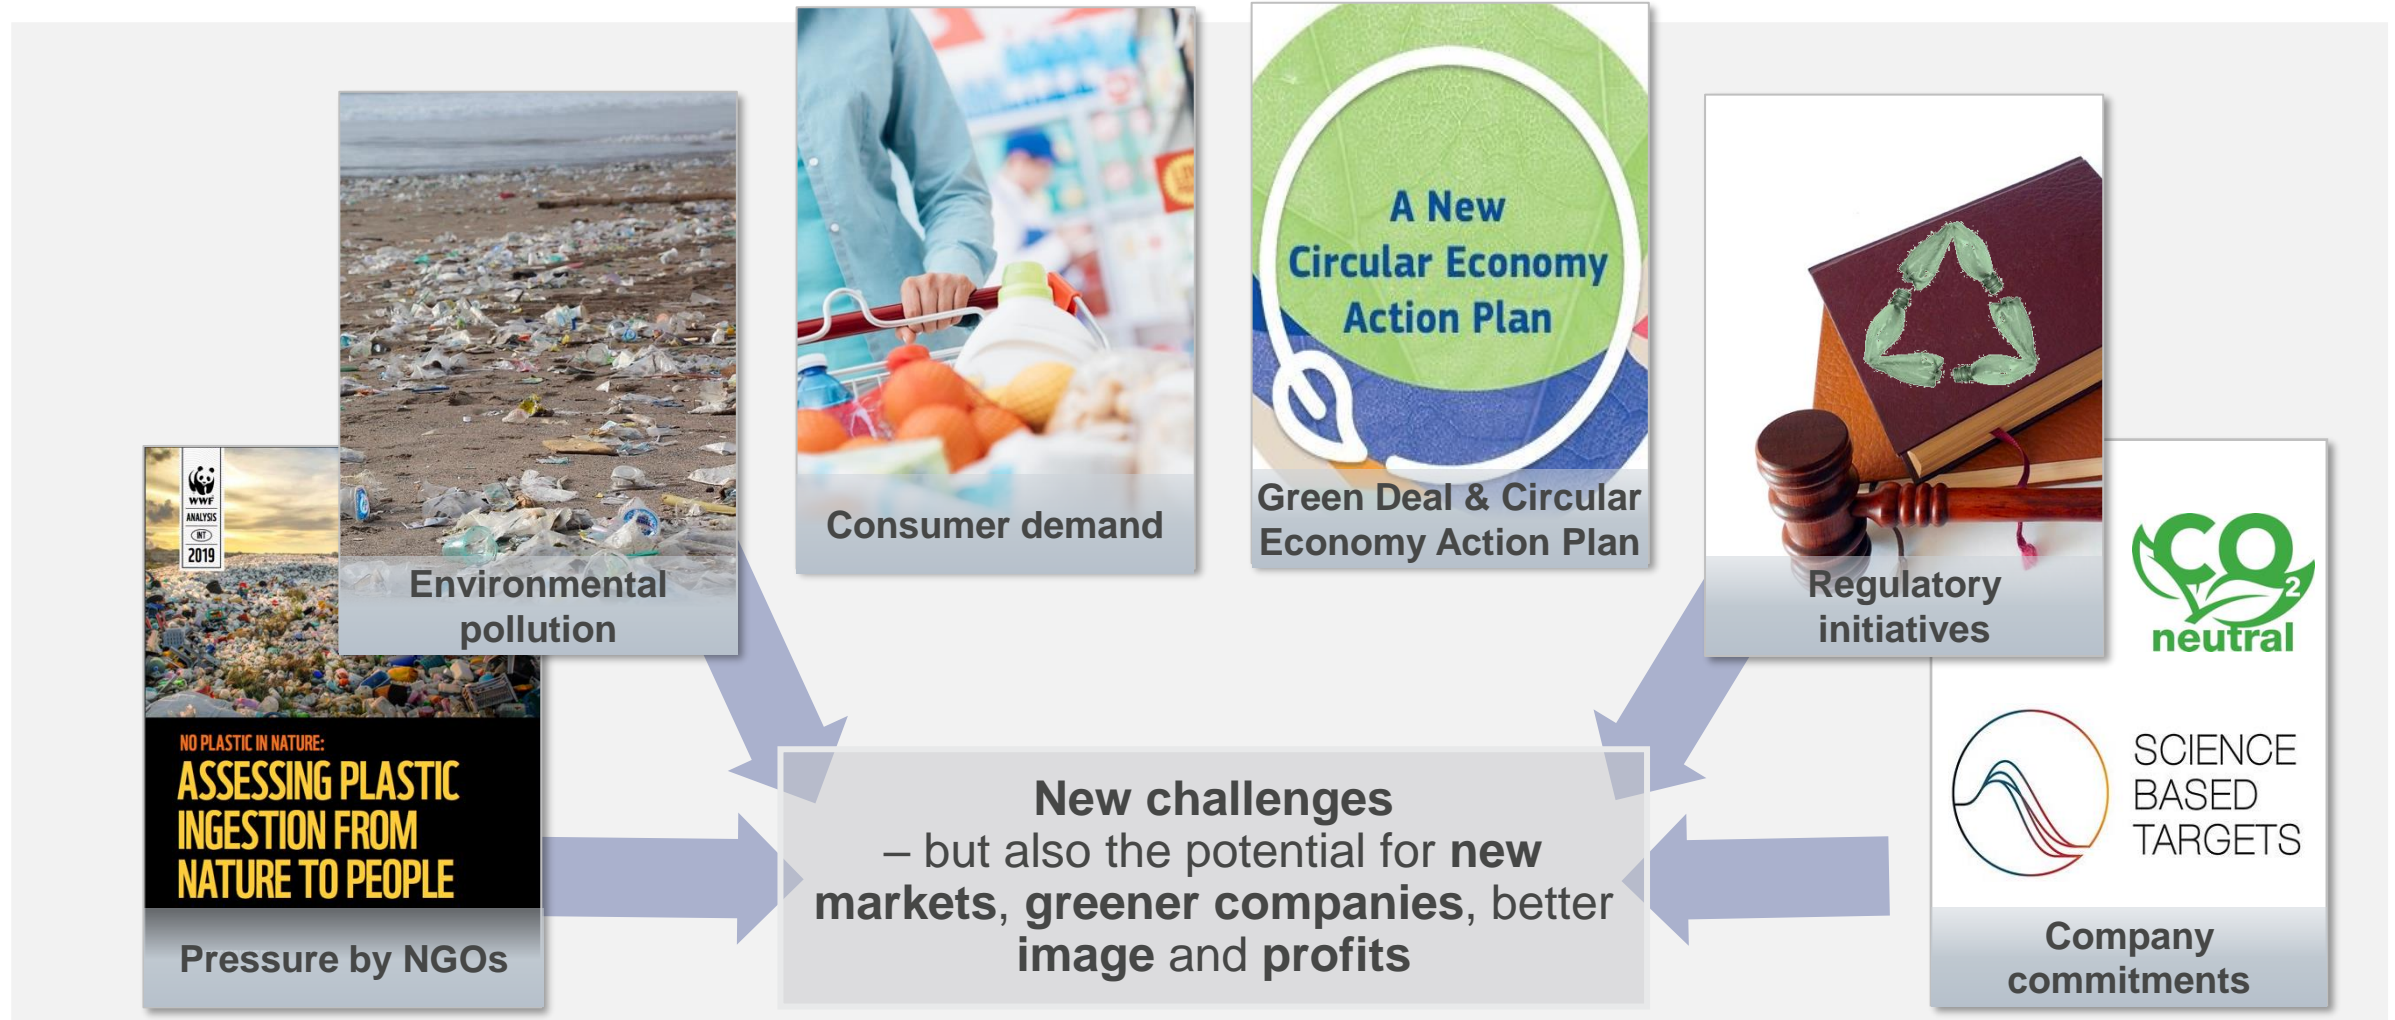 WWF
ANALYSIS
INT
2019
NO PLASTIC IN NATURE:
ASSESSING PLASTIC
INGESTION FROM
NATURE TO PEOPLE
Pressure by NGOs
Environmental
pollution
Consumer demand
A New
Circular Economy
Action Plan
Green Deal & Circular
Economy Action Plan
Regulatory
initiatives
CO2
neutral
SCIENCE
BASED
TARGETS
Company
commitments
New challenges
– but also the potential for new
markets, greener companies, better
image and profits